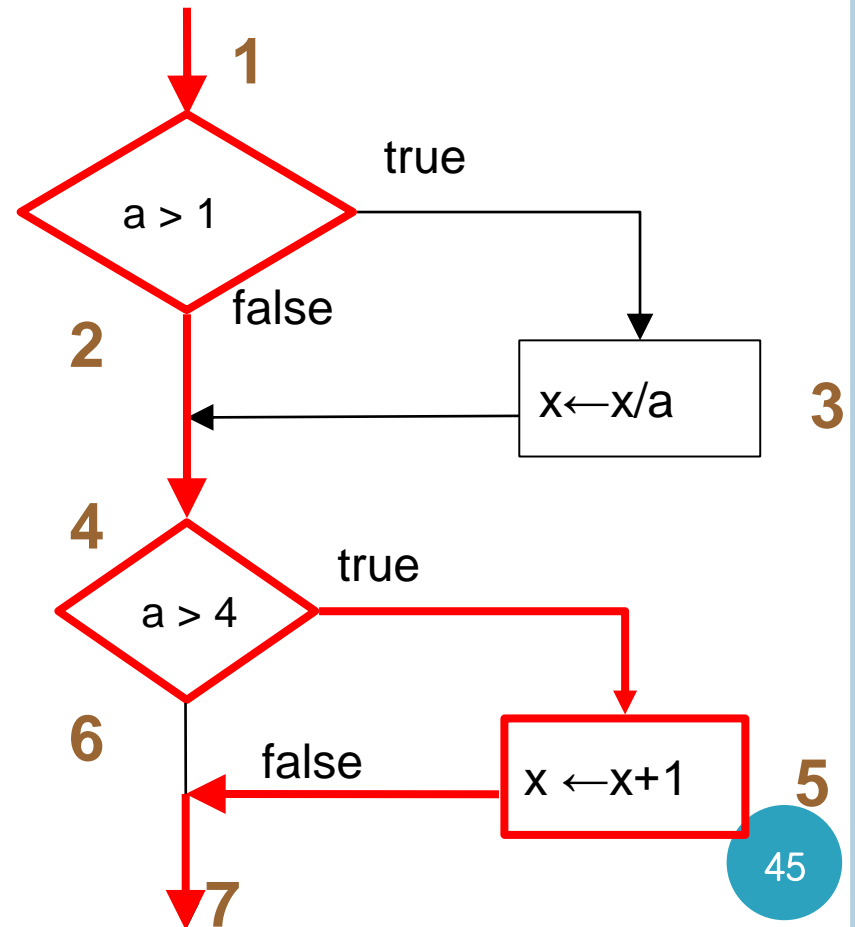 1
true
a > 1
false
2
x←x/a
3
4
true
a > 4
6
false
x ←x+1
5
45
7